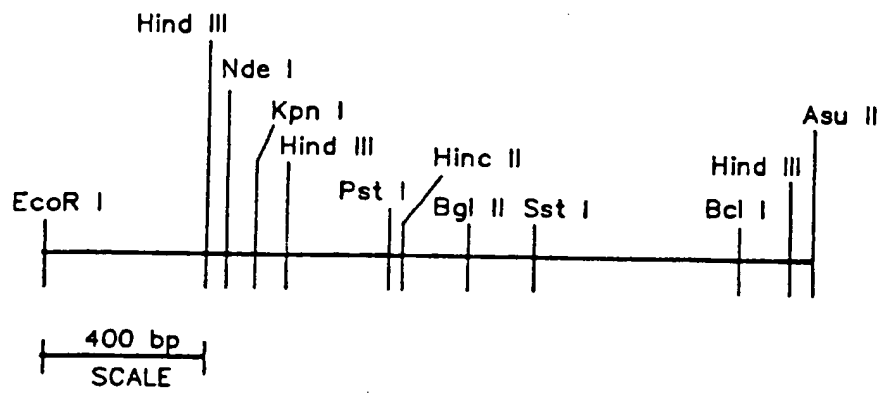 Hind III
Nde I
Kpn I
Hind III
Pst I
Hinc II
Bgl II
Sst I
Bcl I
Hind III
Asu II
EcoR I
400 bp
SCALE